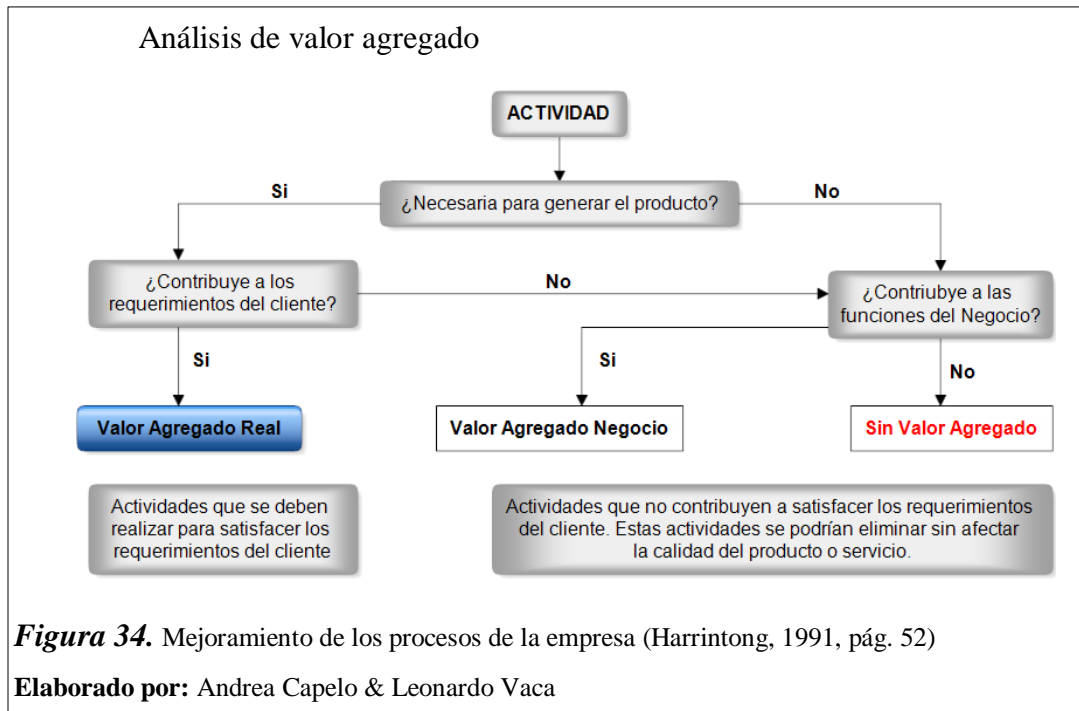 Análisis de valor agregado
ACTIVIDAD
Si
¿Necesaria para generar el producto?
No
¿Contribuye a los
requerimientos del cliente?
No
¿Contriubye a las
funciones del Negocio?
Si
Si
No
Valor Agregado Real
Valor Agregado Negocio
Sin Valor Agregado
Actividades que se deben
realizar para satisfacer los
requerimientos del cliente
Actividades que no contribuyen a satisfacer los requerimientos
del cliente. Estas actividades se podrían eliminar sin afectar
la calidad del producto o servicio.
Figura 34. Mejoramiento de los procesos de la empresa (Harrintong, 1991, pág. 52)
Elaborado por: Andrea Capelo & Leonardo Vaca